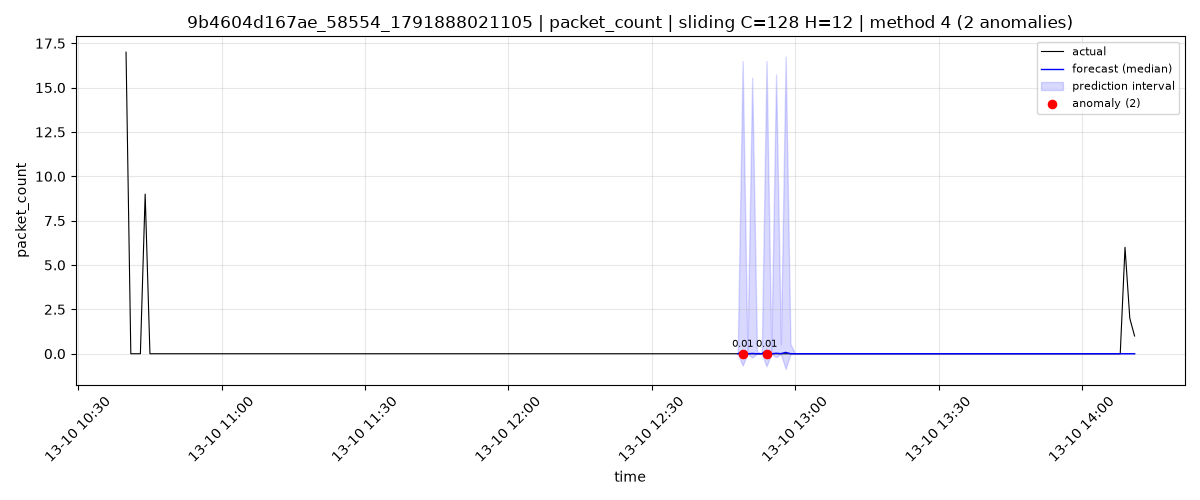 9b4604d167ae_58554_1791888021105 | packet_count | sliding C=128 H=12 | method 4 (2 anomalies)
actual
forecast (median)
prediction interval
anomaly (2)
packet_count
17.5
15.0
12.5
10.0
7.5
5.0
2.5
0.0
0.01 0.01
13-10 10:30
13-10 11:00
13-10 11:30
13-10 12:00
13-10 12:30
13-10 13:00
13-10 13:30
13-10 14:00
time